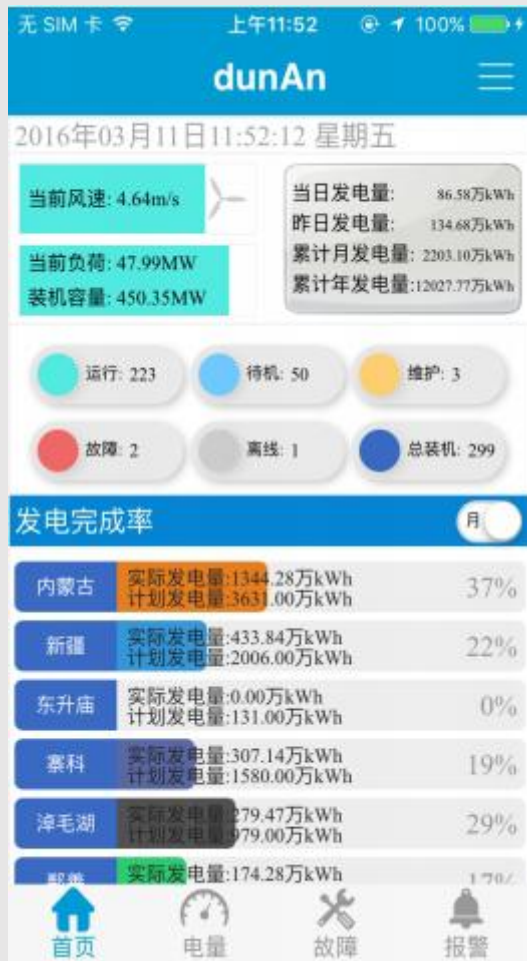 无 SIM 卡 上午11:52 100%
dunAn
2016年03月11日11:52:12 星期五
当前风速: 4.64m/s
当前负荷: 47.99MW
装机容量: 450.35MW
当日发电量: 86.58万kWh
昨日发电量: 134.68万kWh
累计月发电量: 2203.10万kWh
累计年发电量:12027.77万kWh
运行: 223
待机: 50
维护: 3
故障: 2
离线: 1
总装机: 299
发电完成率
月
内蒙古
实际发电量:1344.28万kWh
计划发电量:3631.00万kWh
37%
新疆
实际发电量:433.84万kWh
计划发电量:2006.00万kWh
22%
东升庙
实际发电量:0.00万kWh
计划发电量:131.00万kWh
0%
寨科
实际发电量:307.14万kWh
计划发电量:1580.00万kWh
19%
淖毛湖
实际发电量:279.47万kWh
计划发电量:979.00万kWh
29%
鄯善
实际发电量:174.28万kWh
17%
首页
电量
故障
报警